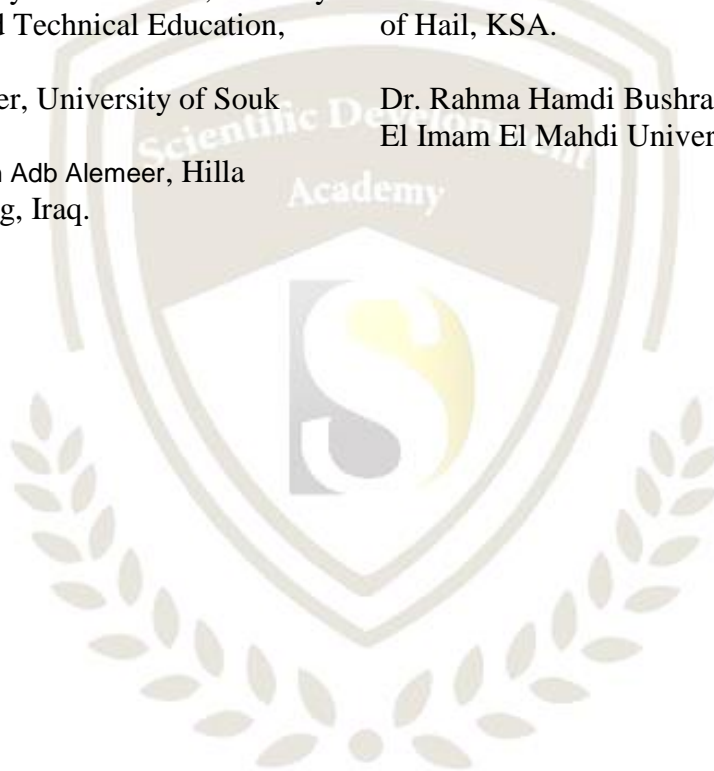 d Technical Education,
er, University of Souk
Adb Alemeer, Hilla
g, Iraq.
of Hail, KSA.
Dr. Rahma Hamdi Bushra
El Imam El Mahdi Univer
Scientific Development
Academy